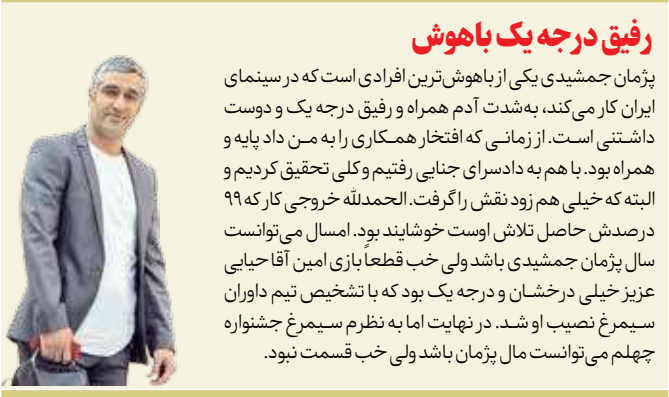 رفیق درجه یک باهوش
پژمان جمشیدی یکی از باهوش‌ترین افرادی است که در سینمای
ایران کار می‌کند، به‌شدت آدم همراه و رفیق درجه یک و دوست
داشتنی است. از زمانی که افتخار همکاری را به من داد پایه و
همراه بود. با هم به دادسرای جنایی رفتیم و کلی تحقیق کردیم و
البته که خیلی هم زود نقش را گرفت. الحمدلله خروجی کار که ۹۹
درصدش حاصل تلاش اوست خوشایند بود. امسال می‌توانست
سال پژمان جمشیدی باشد ولی خب قطعاً بازی امین آقا حیایی
عزیز خیلی درخشان و درجه یک بود که با تشخیص تیم داوران
سیمرغ نصیب او شد. در نهایت اما به نظرم سیمرغ جشنواره
چهلم می‌توانست مال پژمان باشد ولی خب قسمت نبود.